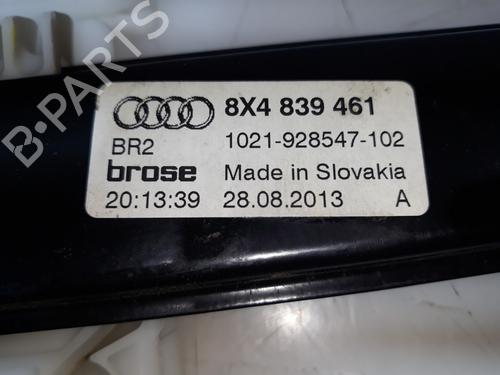 8X4 839 461
BR2 1021-928547-102
brose Made in Slovakia
20:13:39 28.08.2013 A
B-PARTS